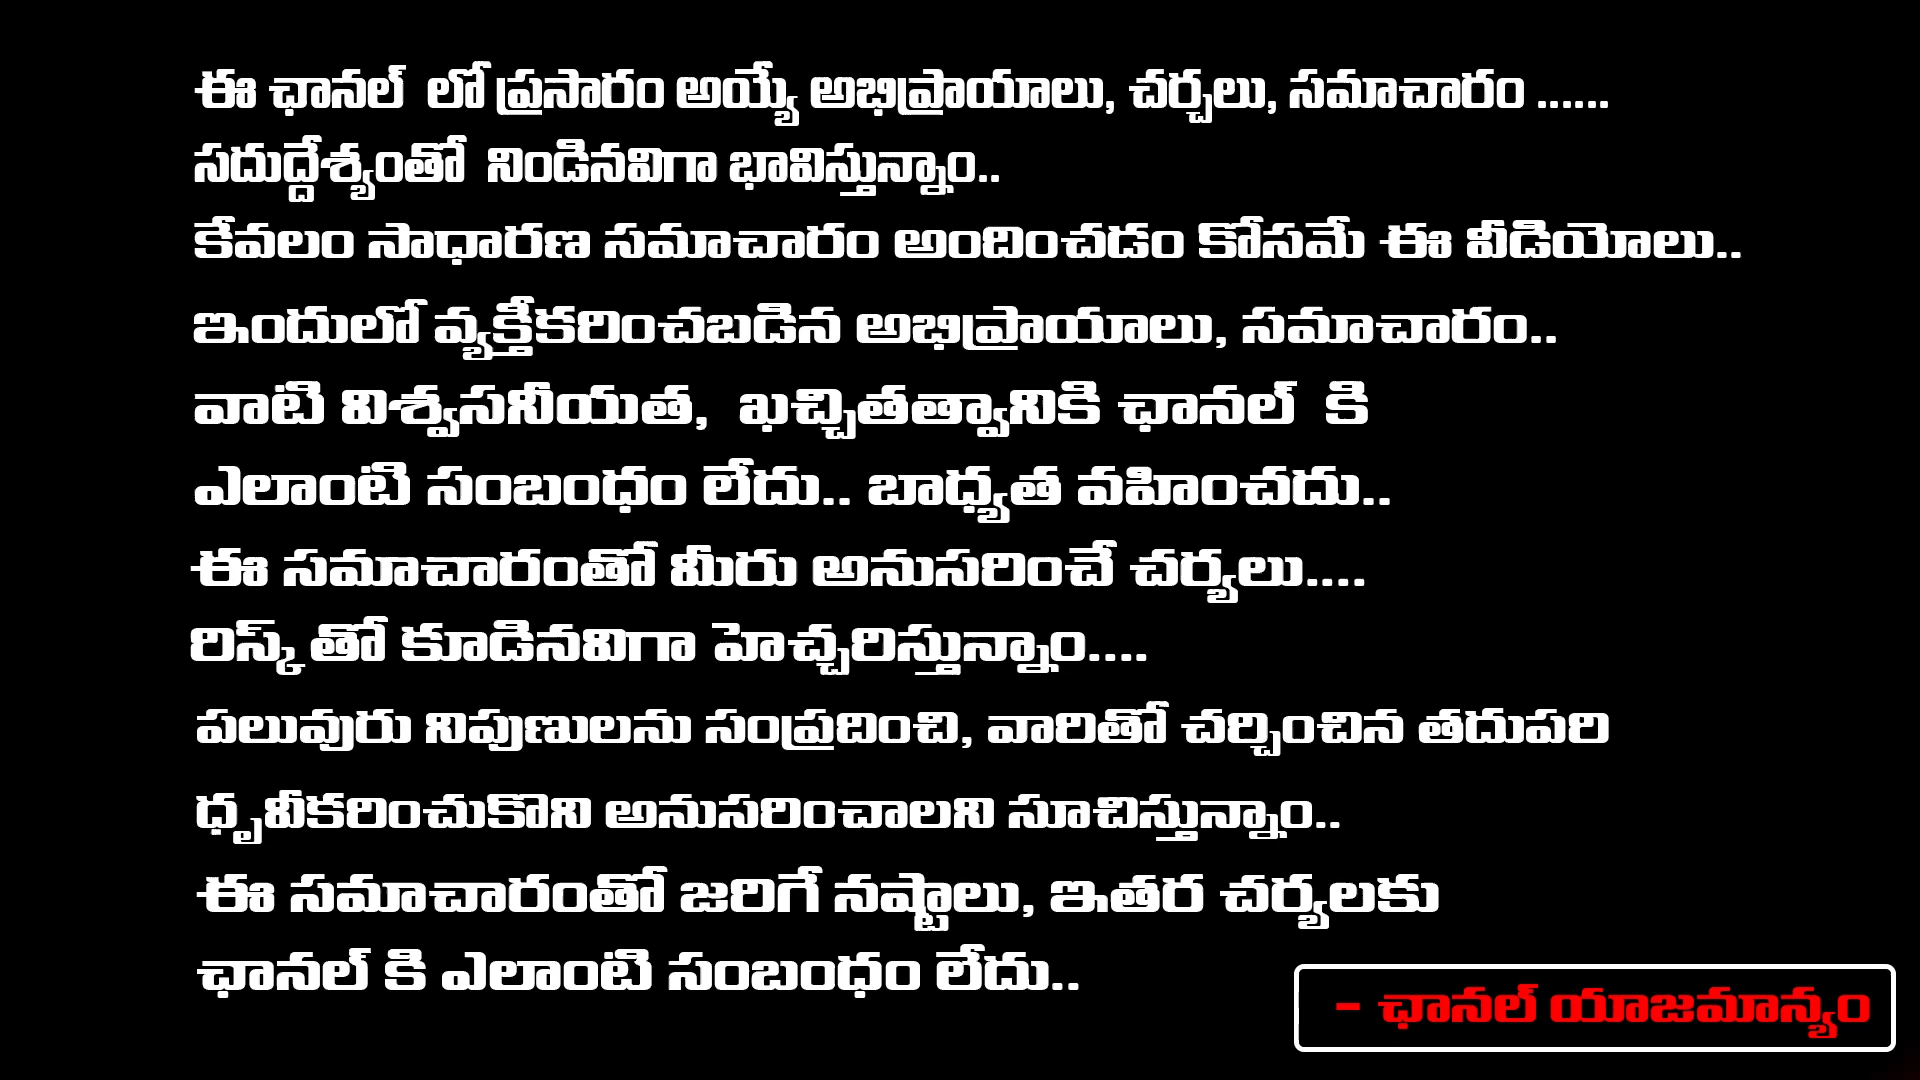 ఈ ఛానల్ లో ప్రసారం అయ్యే అభిప్రాయాలు, చర్చలు, సమాచారం ......
సదుద్దేశ్యంతో నిండినవిగా భావిస్తున్నాం..
కేవలం సాధారణ సమాచారం అందించడం కోసమే ఈ వీడియోలు..
ఇందులో వ్యక్తీకరించబడిన అభిప్రాయాలు, సమాచారం..
వాటి విశ్వసనీయత, ఖచ్చితత్వానికి ఛానల్ కి
ఎలాంటి సంబంధం లేదు.. బాధ్యత వహించదు..
ఈ సమాచారంతో మీరు అనుసరించే చర్యలు....
రిస్క్ తో కూడినవిగా హెచ్చరిస్తున్నాం....
పలువురు నిపుణులను సంప్రదించి, వారితో చర్చించిన తదుపరి
ధృవీకరించుకొని అనుసరించాలని సూచిస్తున్నాం..
ఈ సమాచారంతో జరిగే నష్టాలు, ఇతర చర్యలకు
ఛానల్ కి ఎలాంటి సంబంధం లేదు..
- ఛానల్ యాజమాన్యం